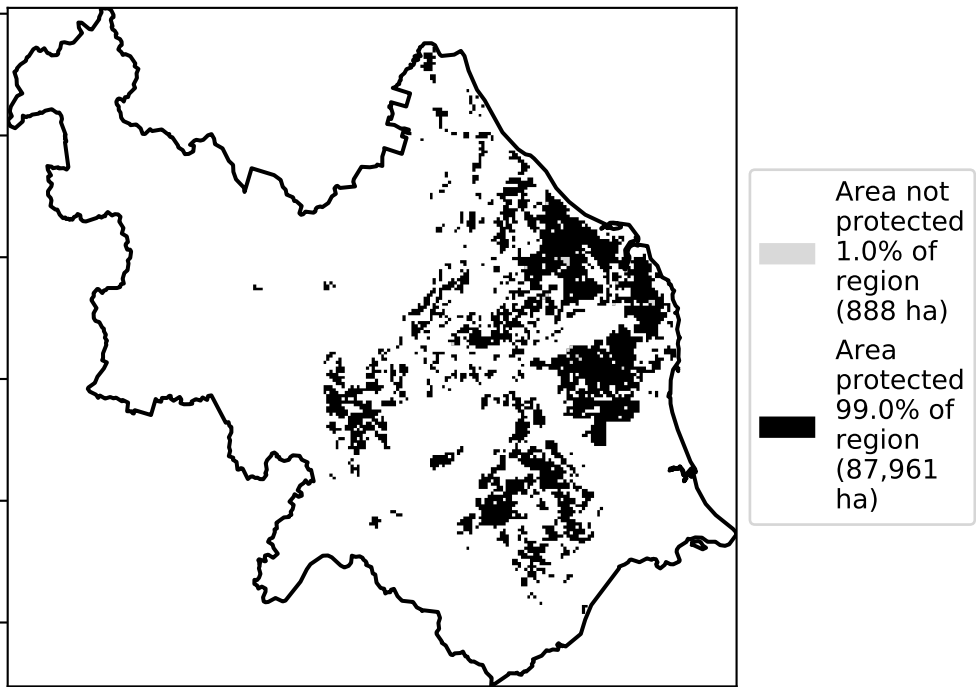 Area not
protected
1.0% of
region
(888 ha)
Area
protected
99.0% of
region
(87,961
ha)